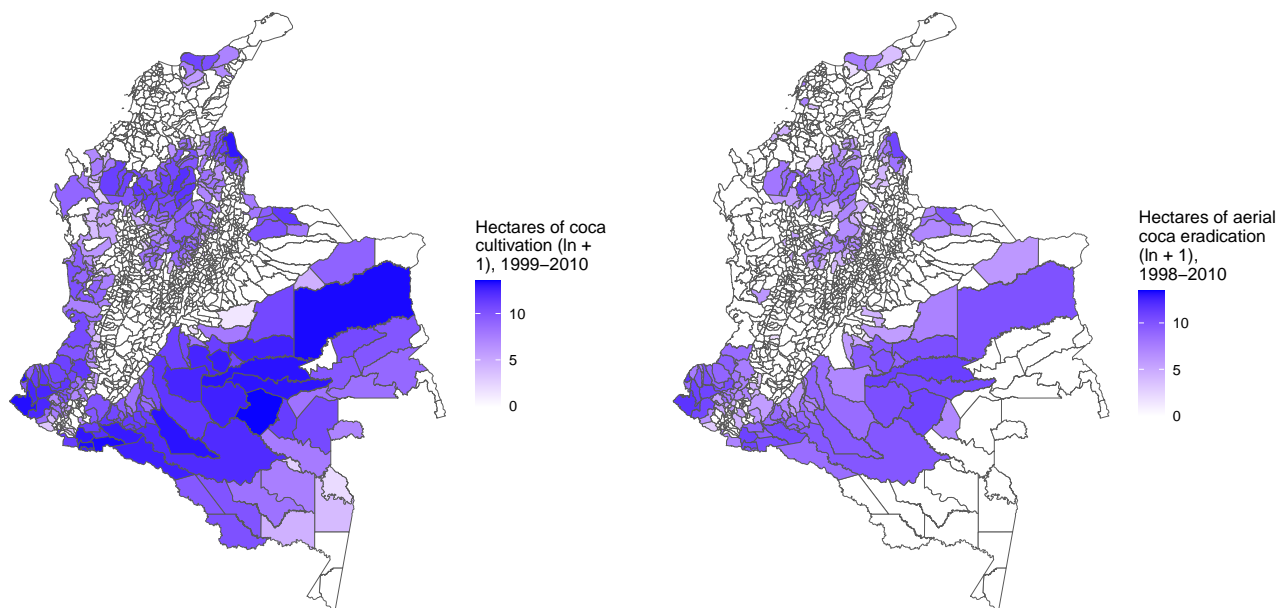 Hectares of coca
cultivation (ln +
1), 1999–2010
10
5
0
Hectares of aerial
coca eradication
(ln + 1),
1998–2010
10
5
0